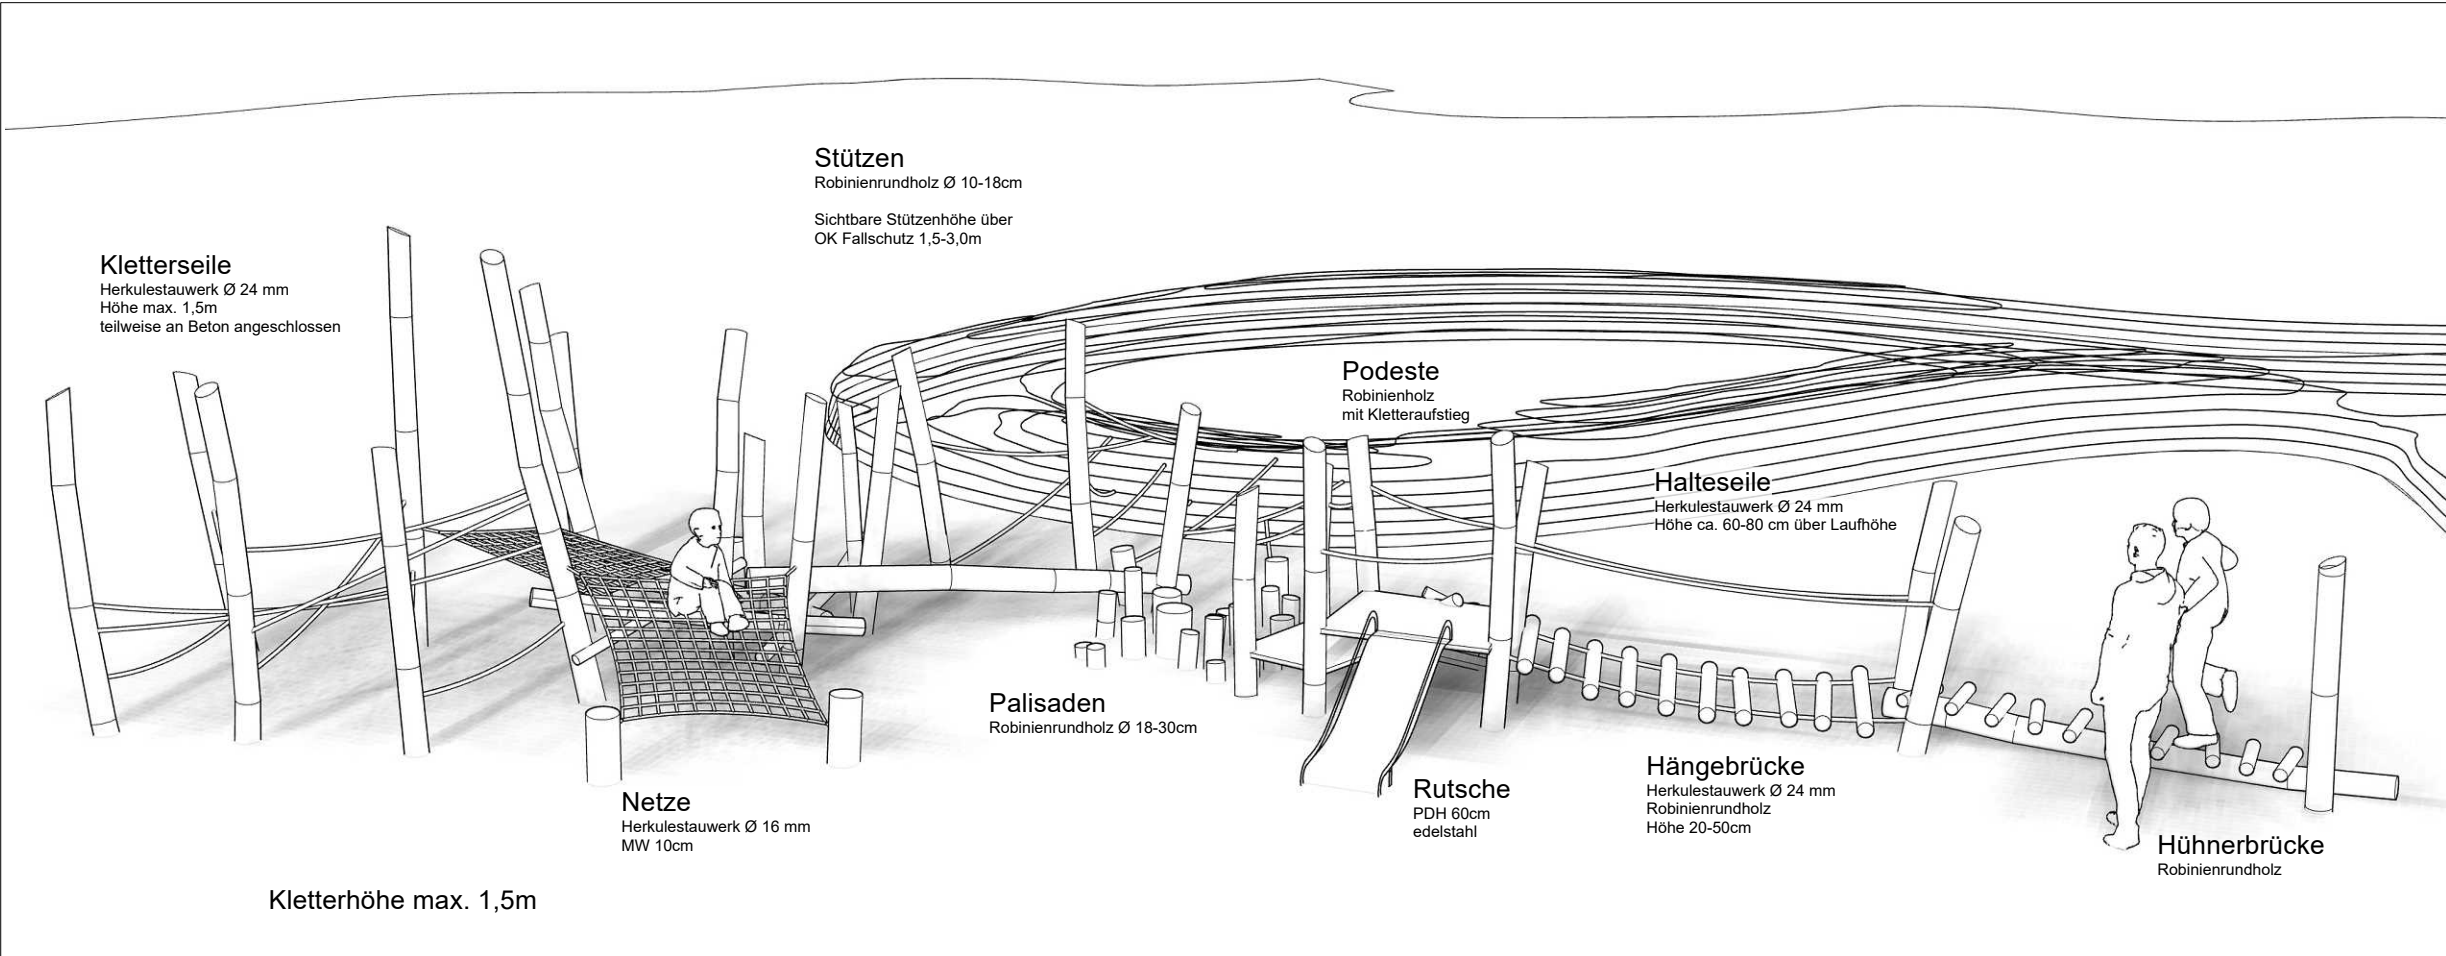 Stützen
Robinienrundholz Ø 10-18cm
Sichtbare Stützenhöhe über
OK Fallschutz 1,5-3,0m
Kletterseile
Herkulestauwerk Ø 24 mm
Höhe max. 1,5m
teilweise an Beton angeschlossen
Podeste
Robinienholz
mit Kletteraufstieg
Halteseile
Herkulestauwerk Ø 24 mm
Höhe ca. 60-80 cm über Laufhöhe
Palisaden
Robinienrundholz Ø 18-30cm
Netze
Herkulestauwerk Ø 16 mm
MW 10cm
Rutsche
PDH 60cm
edelstahl
Hängebrücke
Herkulestauwerk Ø 24 mm
Robinienrundholz
Höhe 20-50cm
Hühnerbrücke
Robinienrundholz
Kletterhöhe max. 1,5m